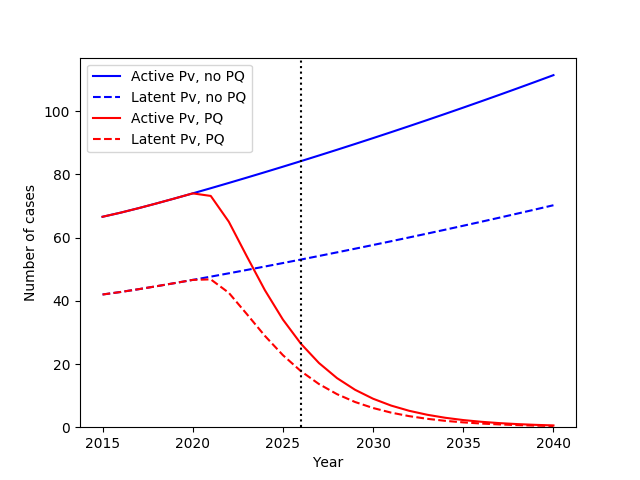 Active Pv, no PQ
Latent Pv, no PQ
Active Pv, PQ
Latent Pv, PQ
Number of cases
100
80
60
40
20
0
2015 2020 2025 2030 2035 2040
Year